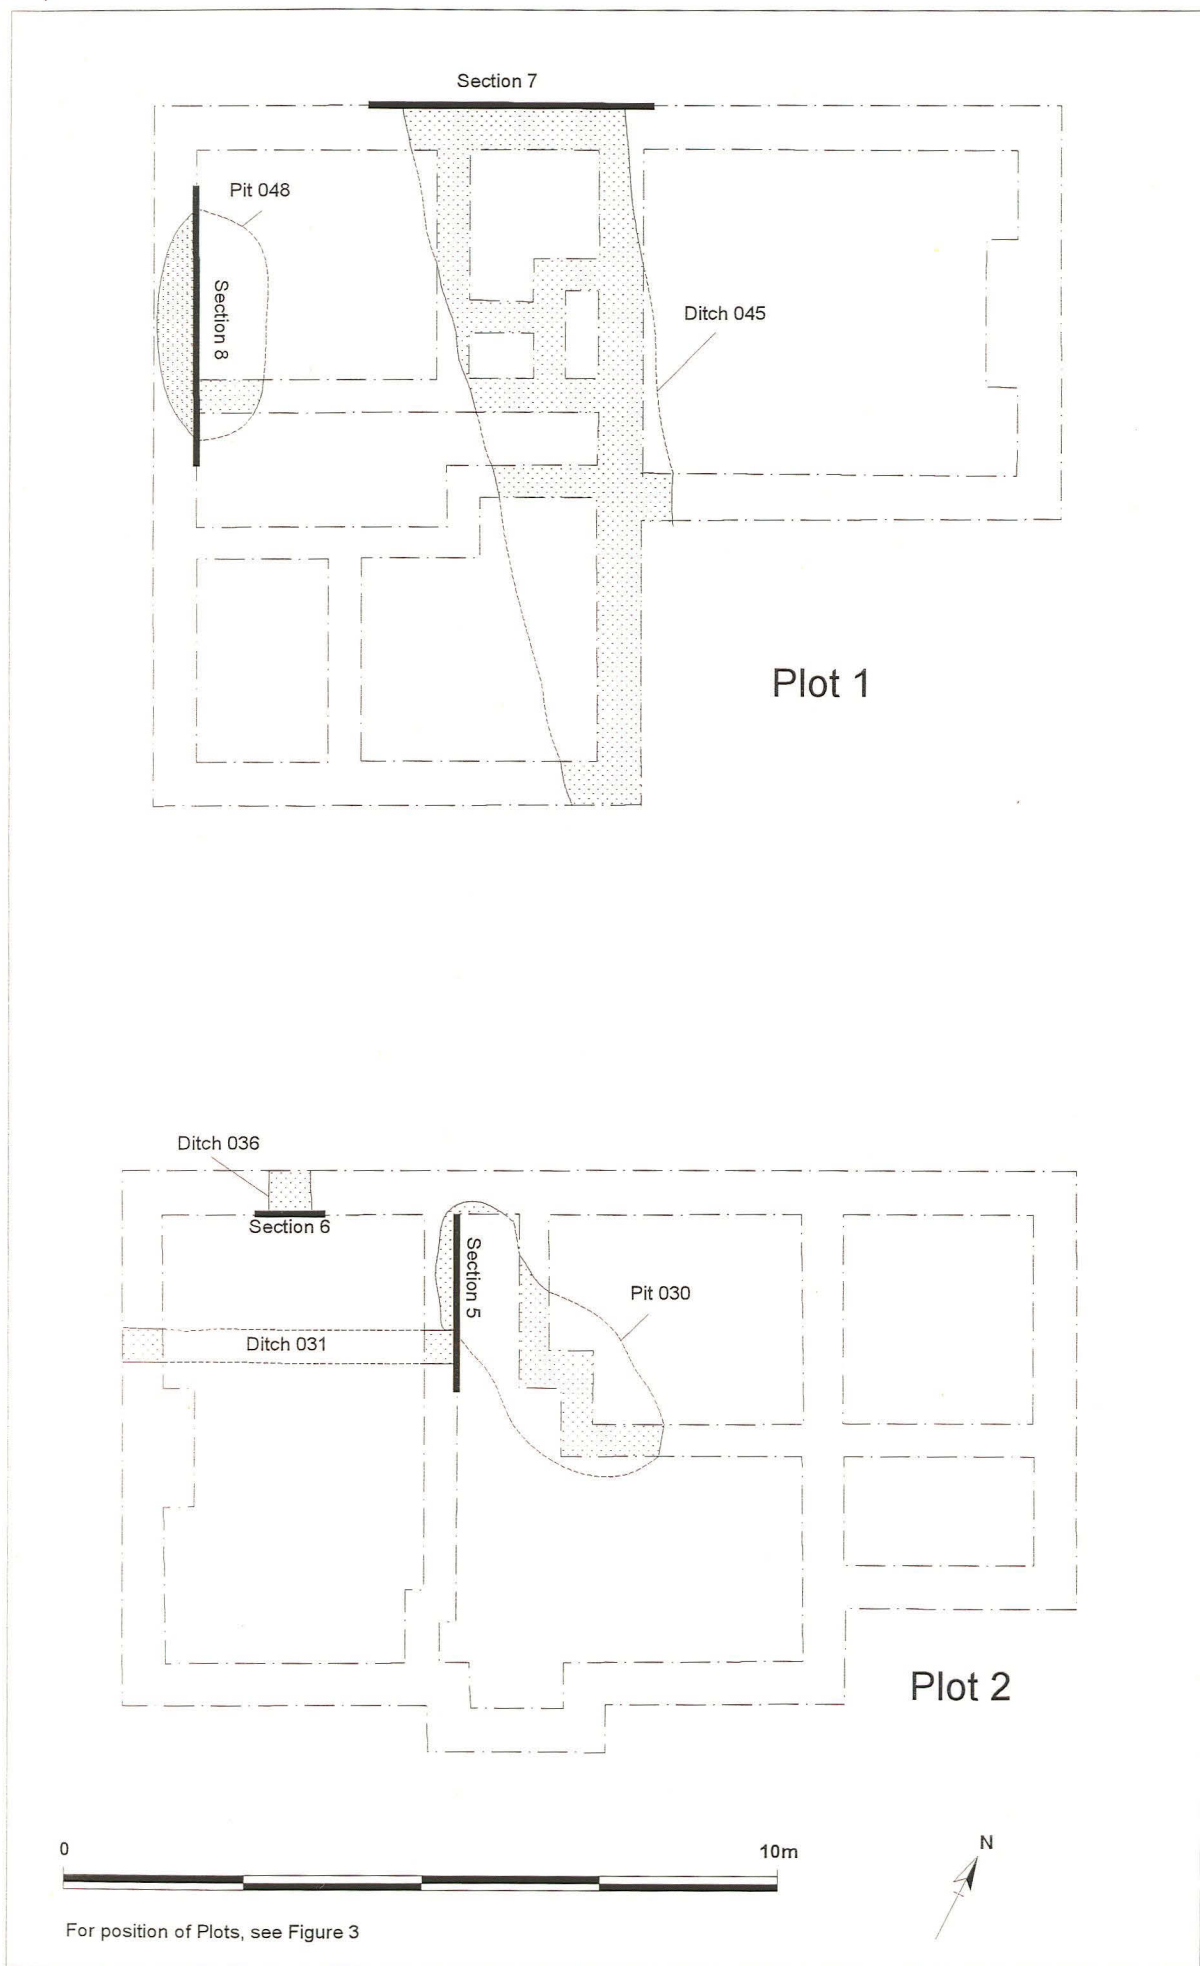 Section 7
Pit 048
Section 8
Ditch 045
Plot 1
Ditch 036
Section 6
Section 5
Pit 030
Ditch 031
Plot 2
0
10m
N
For position of Plots, see Figure 3